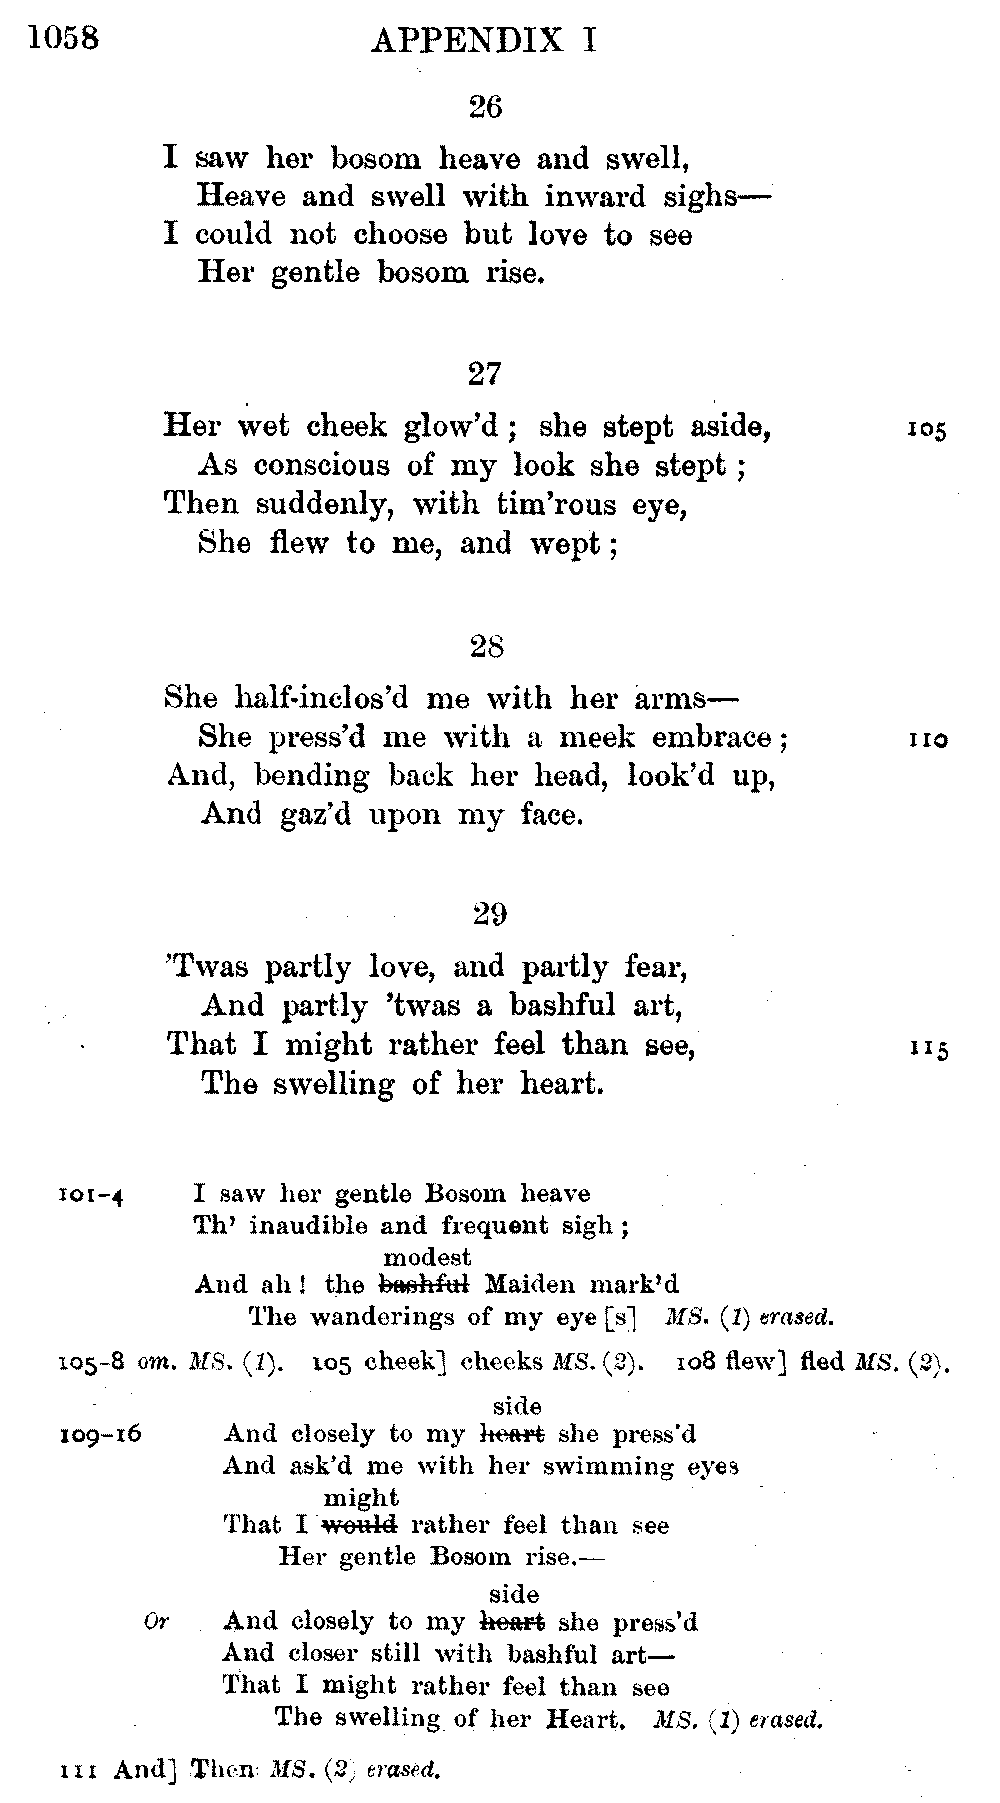 1058 APPENDIX I
26
I saw her bosom heave and swell,
Heave and swell with inward sighs—
I could not choose but love to see
Her gentle bosom rise.
27
Her wet cheek glow'd ; she stept aside, 105
As conscious of my look she stept ;
Then suddenly, with tim'rous eye,
She flew to me, and wept ;
28
She half-inclos'd me with her arms—
She press'd me with a meek embrace ; 110
And, bending back her head, look'd up,
And gaz'd upon my face.
29
'Twas partly love, and partly fear,
And partly 'twas a bashful art,
That I might rather feel than see, 115
The swelling of her heart.
101-4 I saw her gentle Bosom heave
Th' inaudible and frequent sigh ;
modest
And ah ! the bashful Maiden mark'd
The wanderings of my eye [s] MS. (1) erased.
105-8 om. MS. (1). 105 cheek] cheeks MS. (2). 108 flew] fled MS. (2).
side
109-16 And closely to my heart she press'd
And ask'd me with her swimming eyes
might
That I would rather feel than see
Her gentle Bosom rise.—
side
Or And closely to my heart she press'd
And closer still with bashful art—
That I might rather feel than see
The swelling of her Heart. MS. (1) erased.
111 And] Then MS. (2) erased.